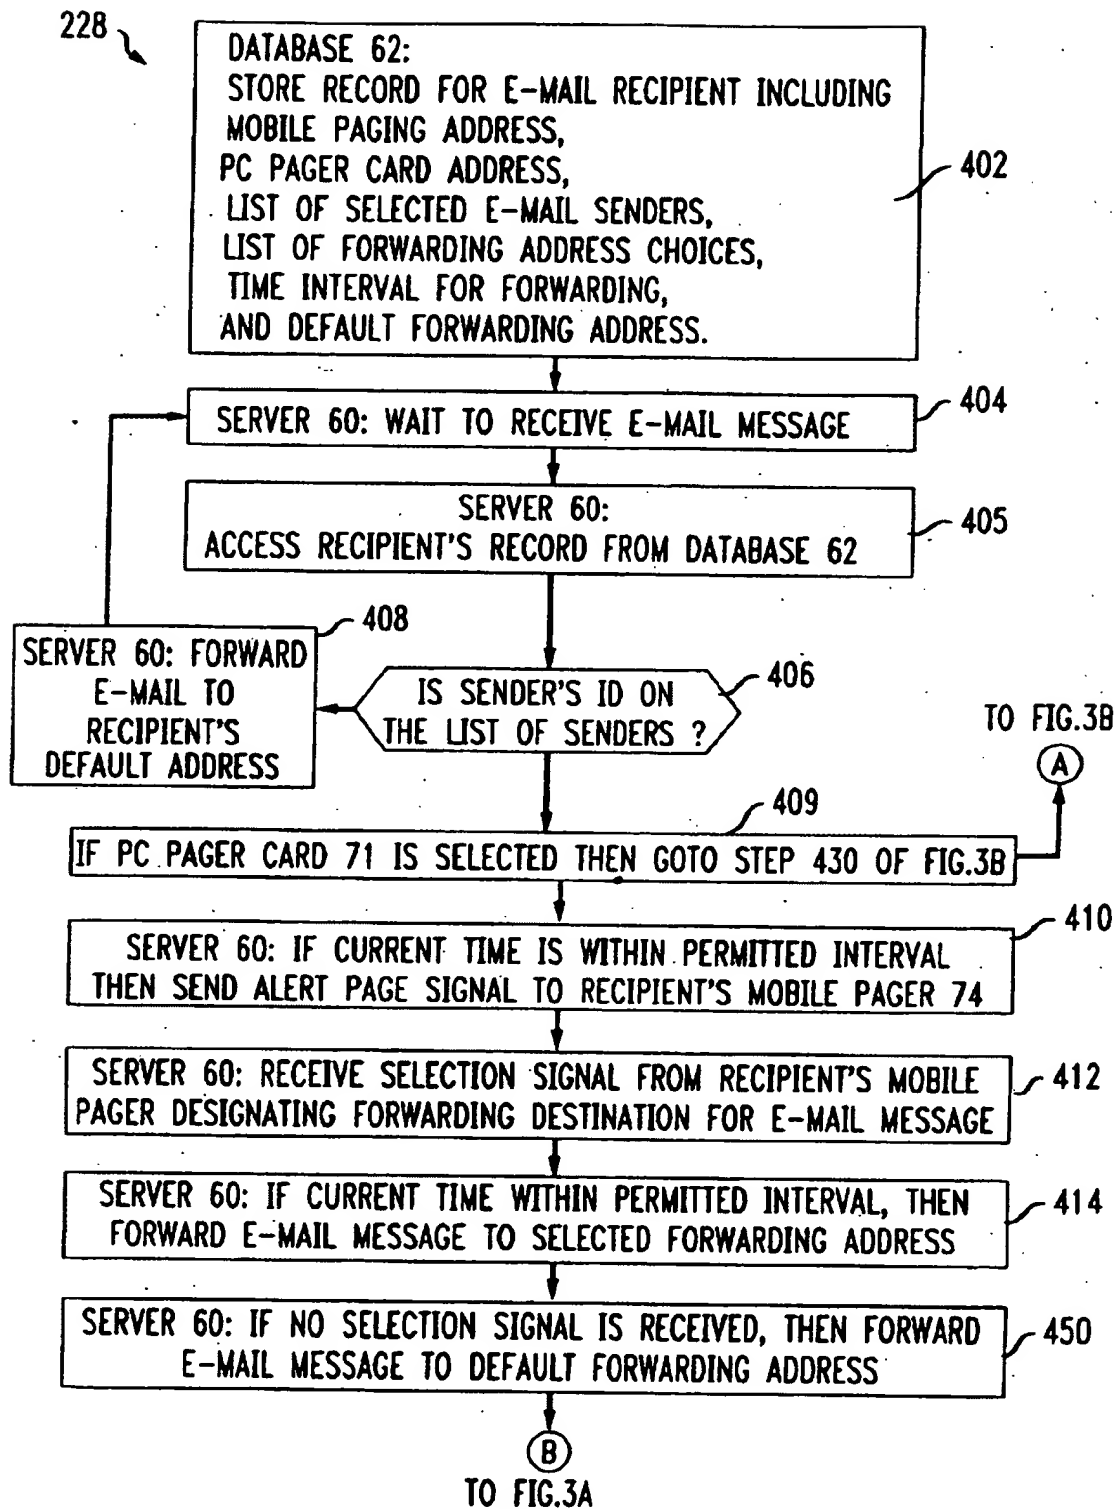 228
DATABASE 62:
STORE RECORD FOR E-MAIL RECIPIENT INCLUDING
MOBILE PAGING ADDRESS,
PC PAGER CARD ADDRESS,
LIST OF SELECTED E-MAIL SENDERS,
LIST OF FORWARDING ADDRESS CHOICES,
TIME INTERVAL FOR FORWARDING,
AND DEFAULT FORWARDING ADDRESS.
402
SERVER 60: WAIT TO RECEIVE E-MAIL MESSAGE
404
SERVER 60:
ACCESS RECIPIENT'S RECORD FROM DATABASE 62
405
408
SERVER 60: FORWARD
E-MAIL TO
RECIPIENT'S
DEFAULT ADDRESS
IS SENDER'S ID ON
THE LIST OF SENDERS ?
406
TO FIG.3B
A
409
IF PC PAGER CARD 71 IS SELECTED THEN GOTO STEP 430 OF FIG.3B
410
SERVER 60: IF CURRENT TIME IS WITHIN PERMITTED INTERVAL
THEN SEND ALERT PAGE SIGNAL TO RECIPIENT'S MOBILE PAGER 74
SERVER 60: RECEIVE SELECTION SIGNAL FROM RECIPIENT'S MOBILE
PAGER DESIGNATING FORWARDING DESTINATION FOR E-MAIL MESSAGE
412
SERVER 60: IF CURRENT TIME WITHIN PERMITTED INTERVAL, THEN
FORWARD E-MAIL MESSAGE TO SELECTED FORWARDING ADDRESS
414
SERVER 60: IF NO SELECTION SIGNAL IS RECEIVED, THEN FORWARD
E-MAIL MESSAGE TO DEFAULT FORWARDING ADDRESS
450
B
TO FIG.3A